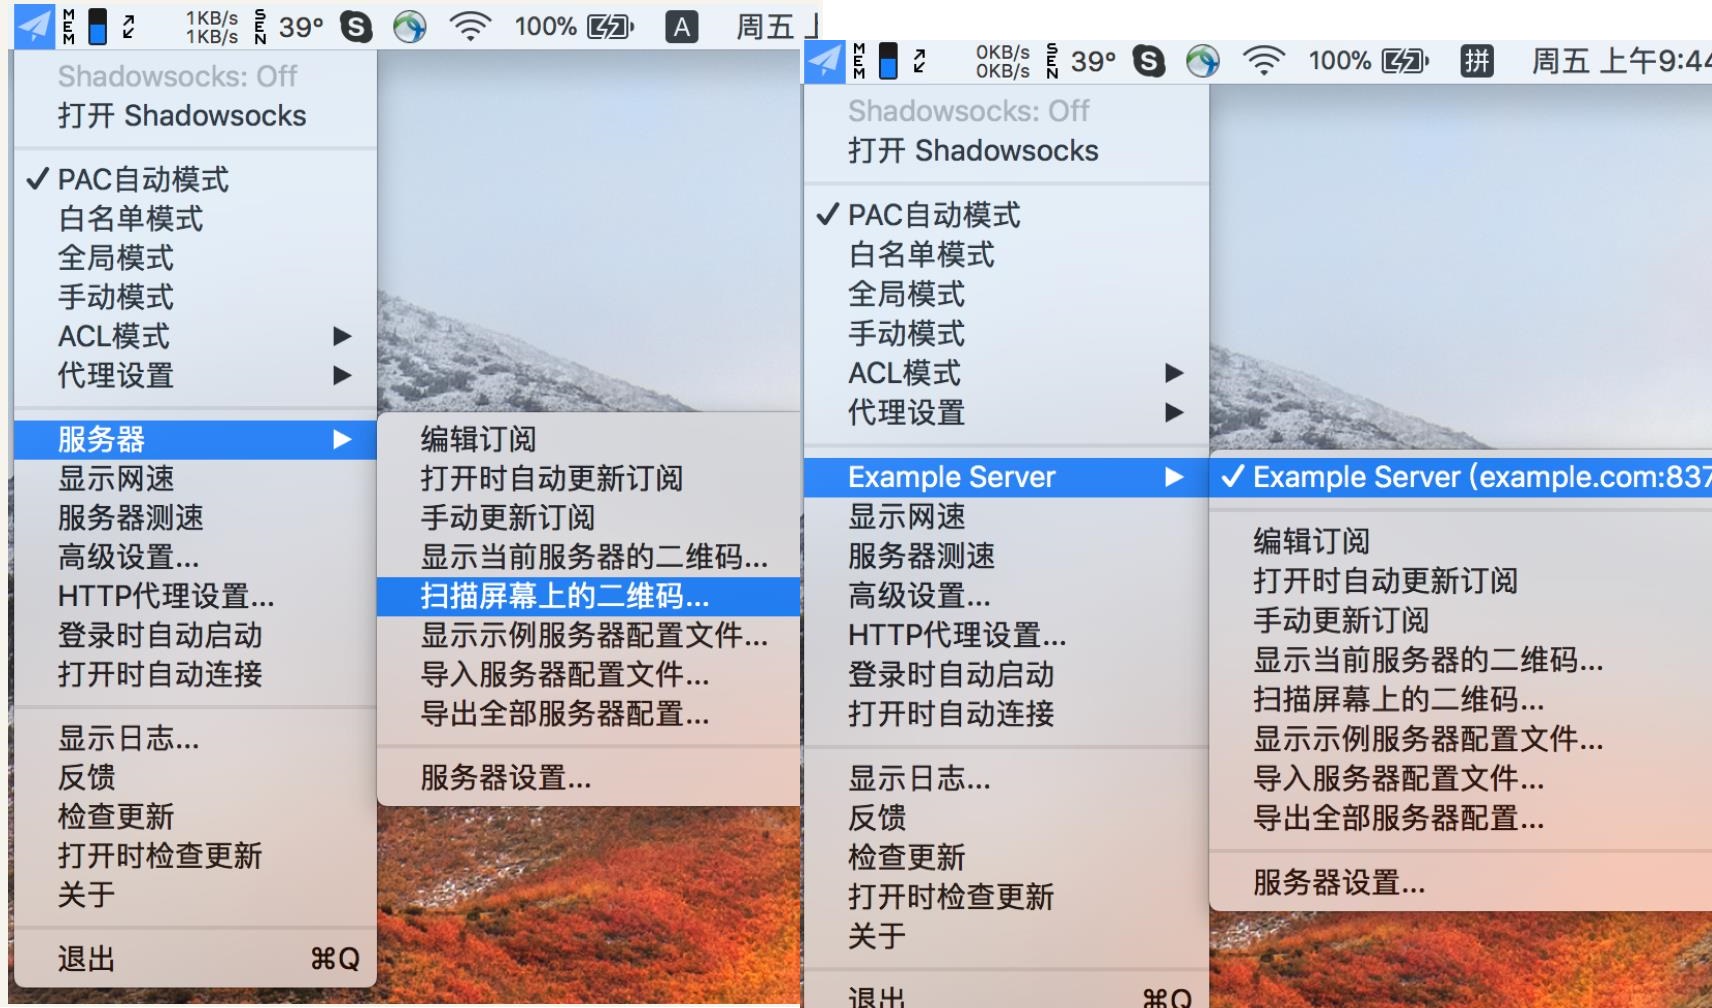 MEM 1KB/s 1KB/s SEN 39° S 100% A 周五 上
Shadowsocks: Off
打开 Shadowsocks
✓ PAC自动模式
白名单模式
全局模式
手动模式
ACL模式 ▶
代理设置 ▶
服务器 ▶
显示网速
服务器测速
高级设置...
HTTP代理设置...
登录时自动启动
打开时自动连接
显示日志...
反馈
检查更新
打开时检查更新
关于
退出 ⌘Q
编辑订阅
打开时自动更新订阅
手动更新订阅
显示当前服务器的二维码...
扫描屏幕上的二维码...
显示示例服务器配置文件...
导入服务器配置文件...
导出全部服务器配置...
服务器设置...
MEM 0KB/s 0KB/s SEN 39° S 100% 拼 周五 上午9:44
Shadowsocks: Off
打开 Shadowsocks
✓ PAC自动模式
白名单模式
全局模式
手动模式
ACL模式 ▶
代理设置 ▶
Example Server ▶
显示网速
服务器测速
高级设置...
HTTP代理设置...
登录时自动启动
打开时自动连接
显示日志...
反馈
检查更新
打开时检查更新
关于
退出 ⌘Q
✓ Example Server (example.com:837
编辑订阅
打开时自动更新订阅
手动更新订阅
显示当前服务器的二维码...
扫描屏幕上的二维码...
显示示例服务器配置文件...
导入服务器配置文件...
导出全部服务器配置...
服务器设置...